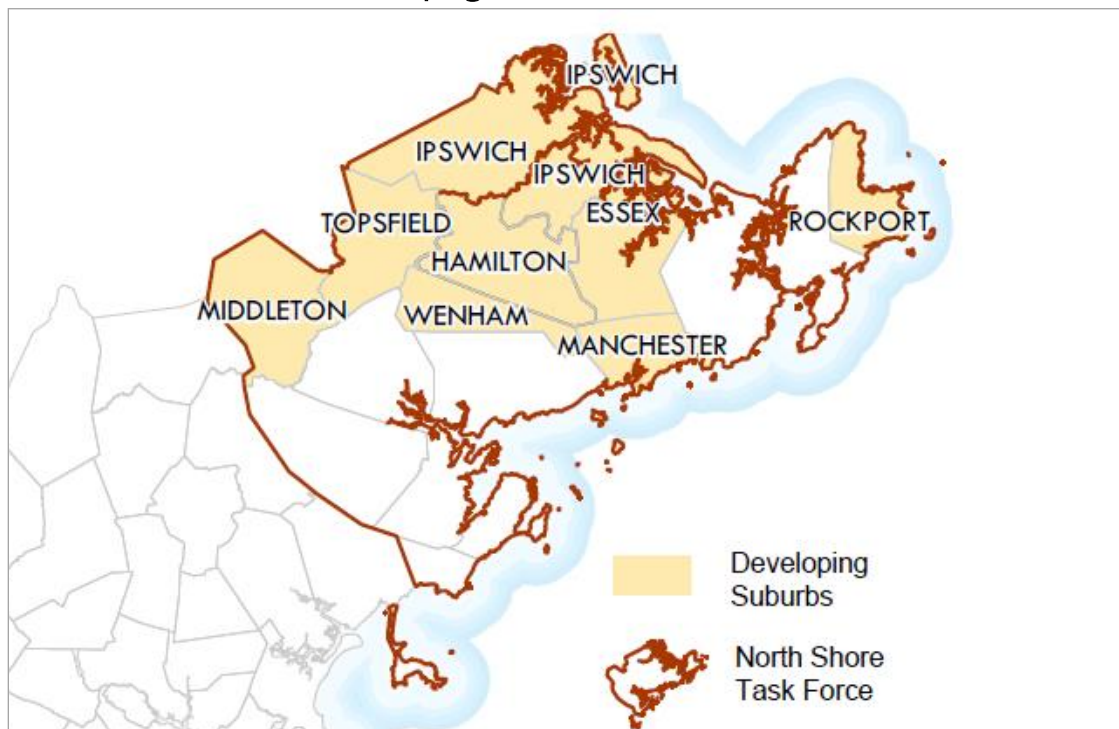 IPSWICH
IPSWICH
IPSWICH
ESSEX
TOPSFIELD
ROCKPORT
HAMILTON
MIDDLETON
WENHAM
MANCHESTER
Developing
Suburbs
North Shore
Task Force